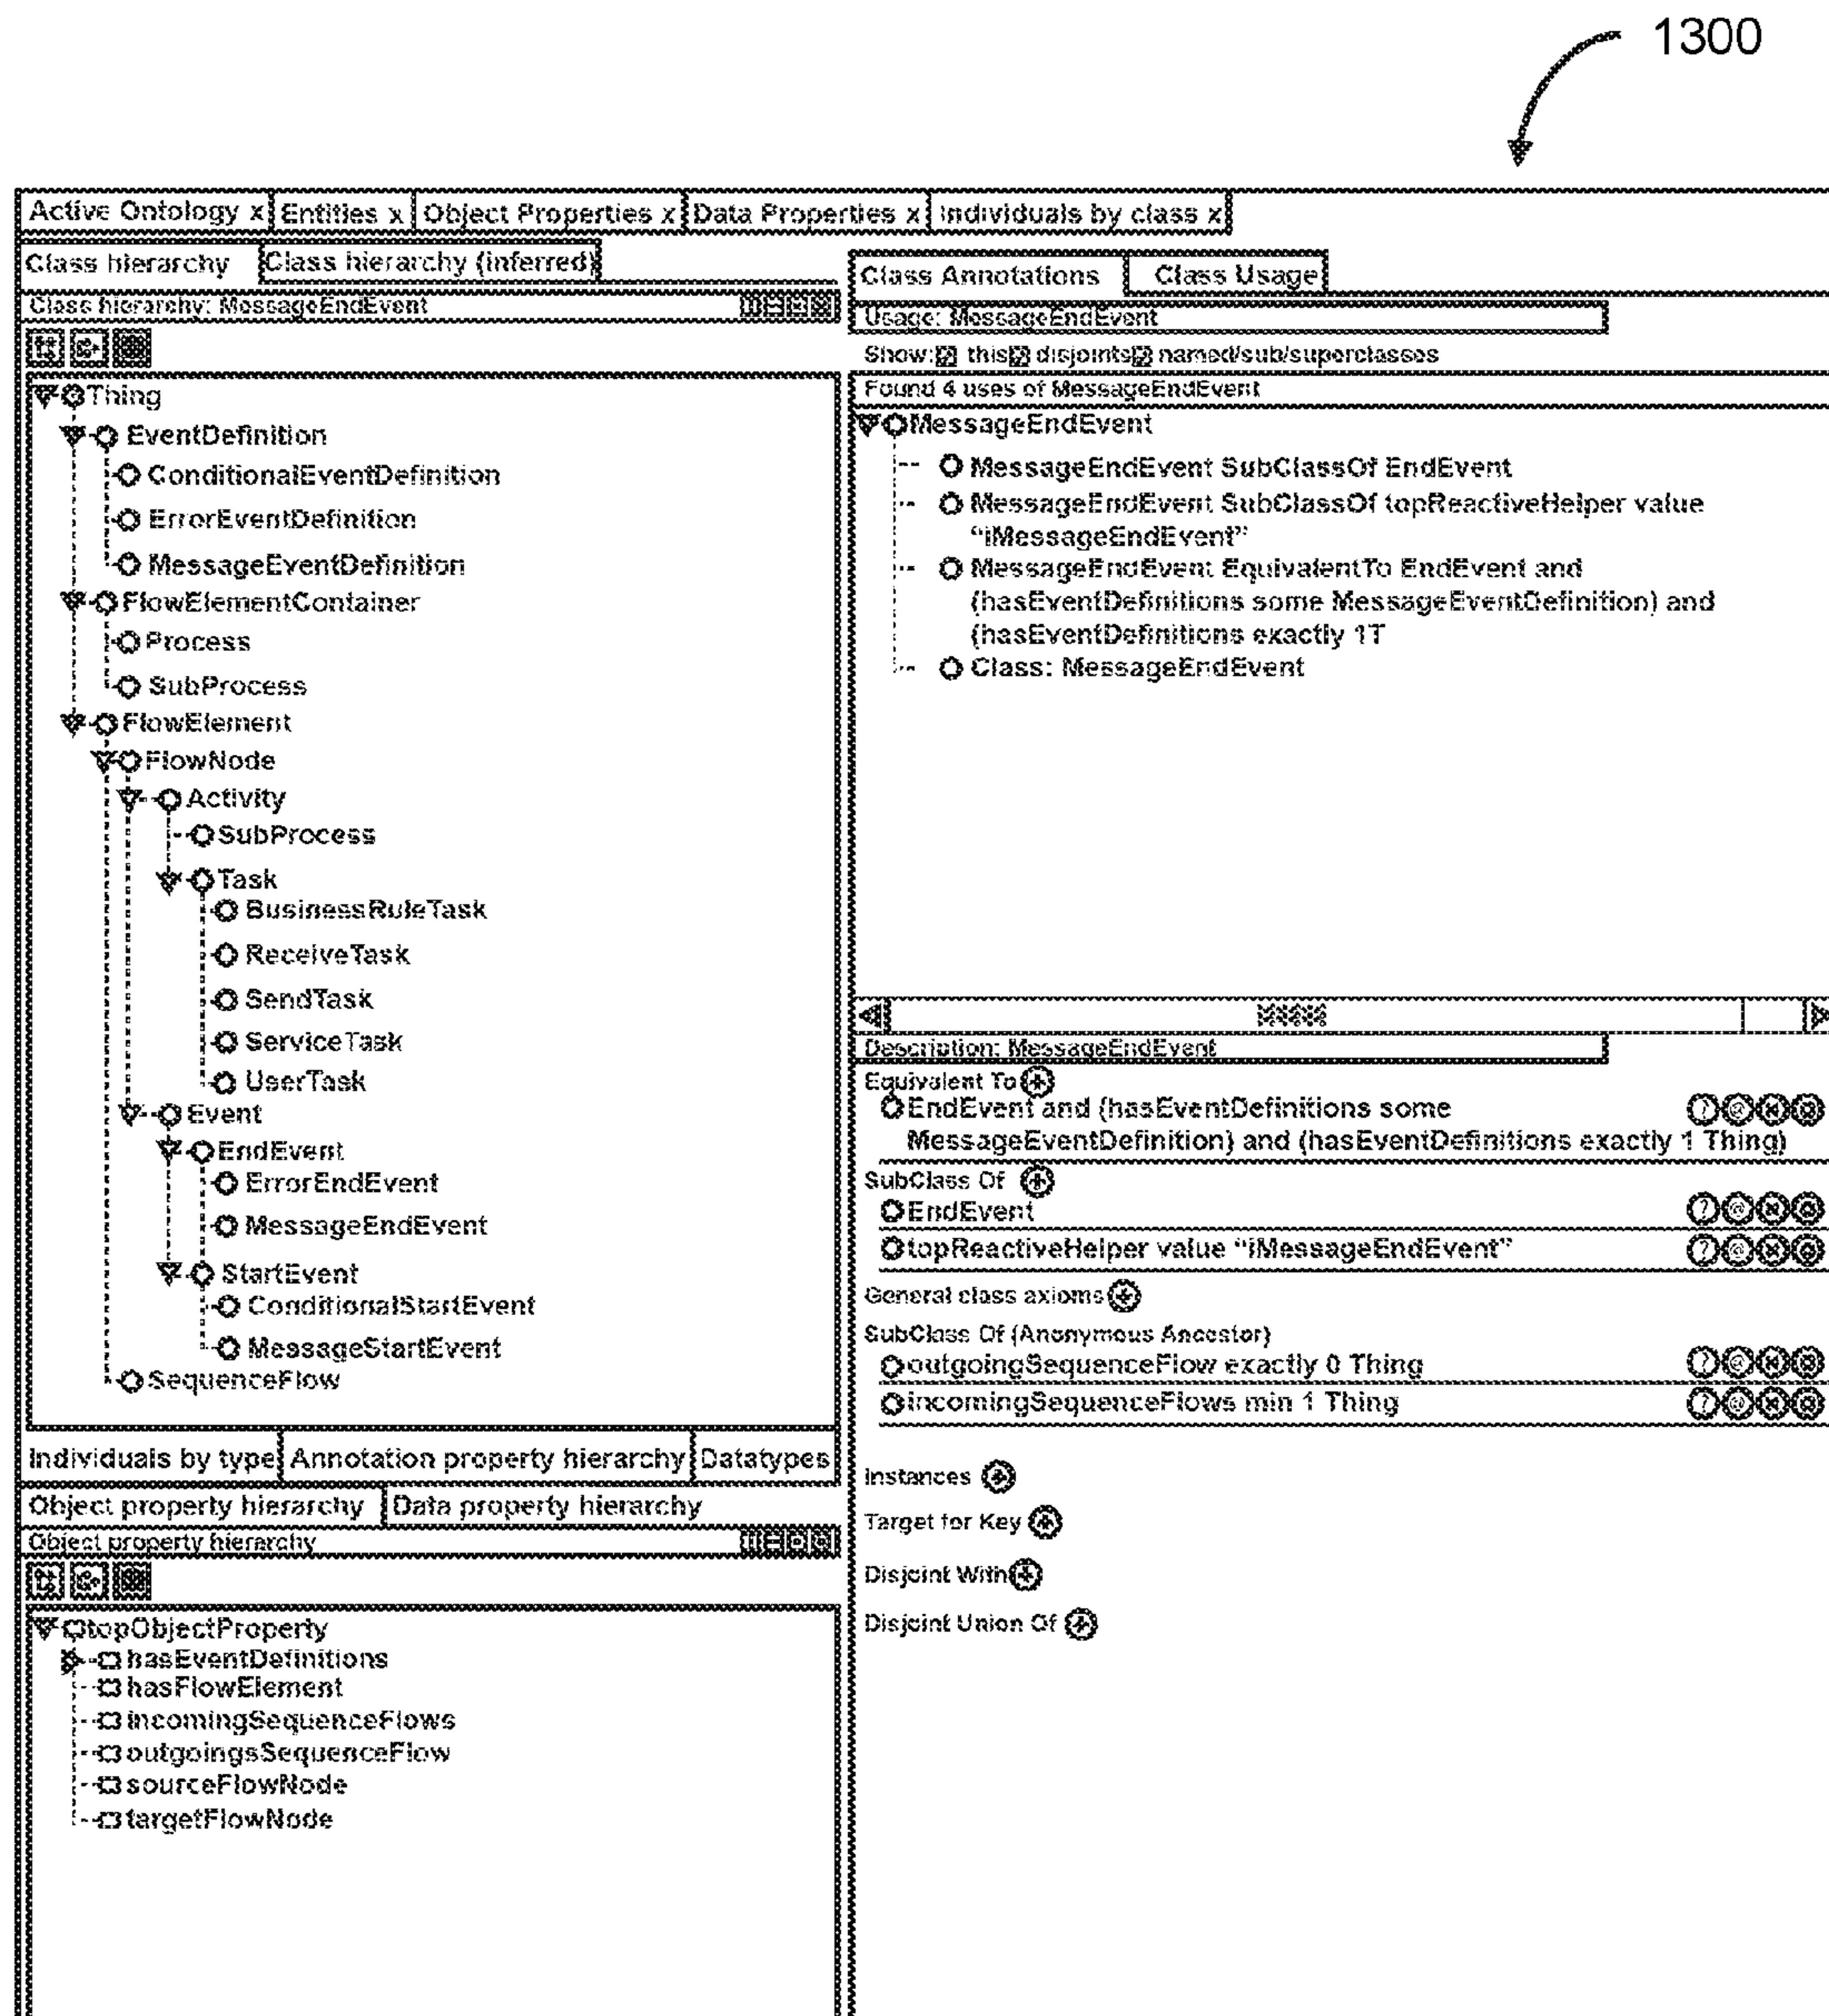 1300
Active Ontology x Entities x Object Properties x Data Properties x Individuals by class x
Class hierarchy Class hierarchy (inferred)
Class hierarchy: MessageEndEvent
Thing
EventDefinition
ConditionalEventDefinition
ErrorEventDefinition
MessageEventDefinition
FlowElementContainer
Process
SubProcess
FlowElement
FlowNode
Activity
SubProcess
Task
BusinessRuleTask
ReceiveTask
SendTask
ServiceTask
UserTask
Event
EndEvent
ErrorEndEvent
MessageEndEvent
StartEvent
ConditionalStartEvent
MessageStartEvent
SequenceFlow
Individuals by type Annotation property hierarchy Datatypes
Object property hierarchy Data property hierarchy
Object property hierarchy
topObjectProperty
hasEventDefinitions
hasFlowElement
incomingSequenceFlows
outgoingsSequenceFlow
sourceFlowNode
targetFlowNode
Class Annotations Class Usage
Usage: MessageEndEvent
Show: this disjoints named/sub/superclasses
Found 4 uses of MessageEndEvent
MessageEndEvent
MessageEndEvent SubClassOf EndEvent
MessageEndEvent SubClassOf topReactiveHelper value
“iMessageEndEvent”
MessageEndEvent EquivalentTo EndEvent and
(hasEventDefinitions some MessageEventDefinition) and
(hasEventDefinitions exactly 1T
Class: MessageEndEvent
Description: MessageEndEvent
Equivalent To +
EndEvent and (hasEventDefinitions some ? @ x o
MessageEventDefinition) and (hasEventDefinitions exactly 1 Thing)
SubClass Of +
EndEvent ? @ x o
topReactiveHelper value “iMessageEndEvent” ? @ x o
General class axioms +
SubClass Of (Anonymous Ancestor)
outgoingSequenceFlow exactly 0 Thing ? @ x o
incomingSequenceFlows min 1 Thing ? @ x o
Instances +
Target for Key +
Disjoint With +
Disjoint Union Of +